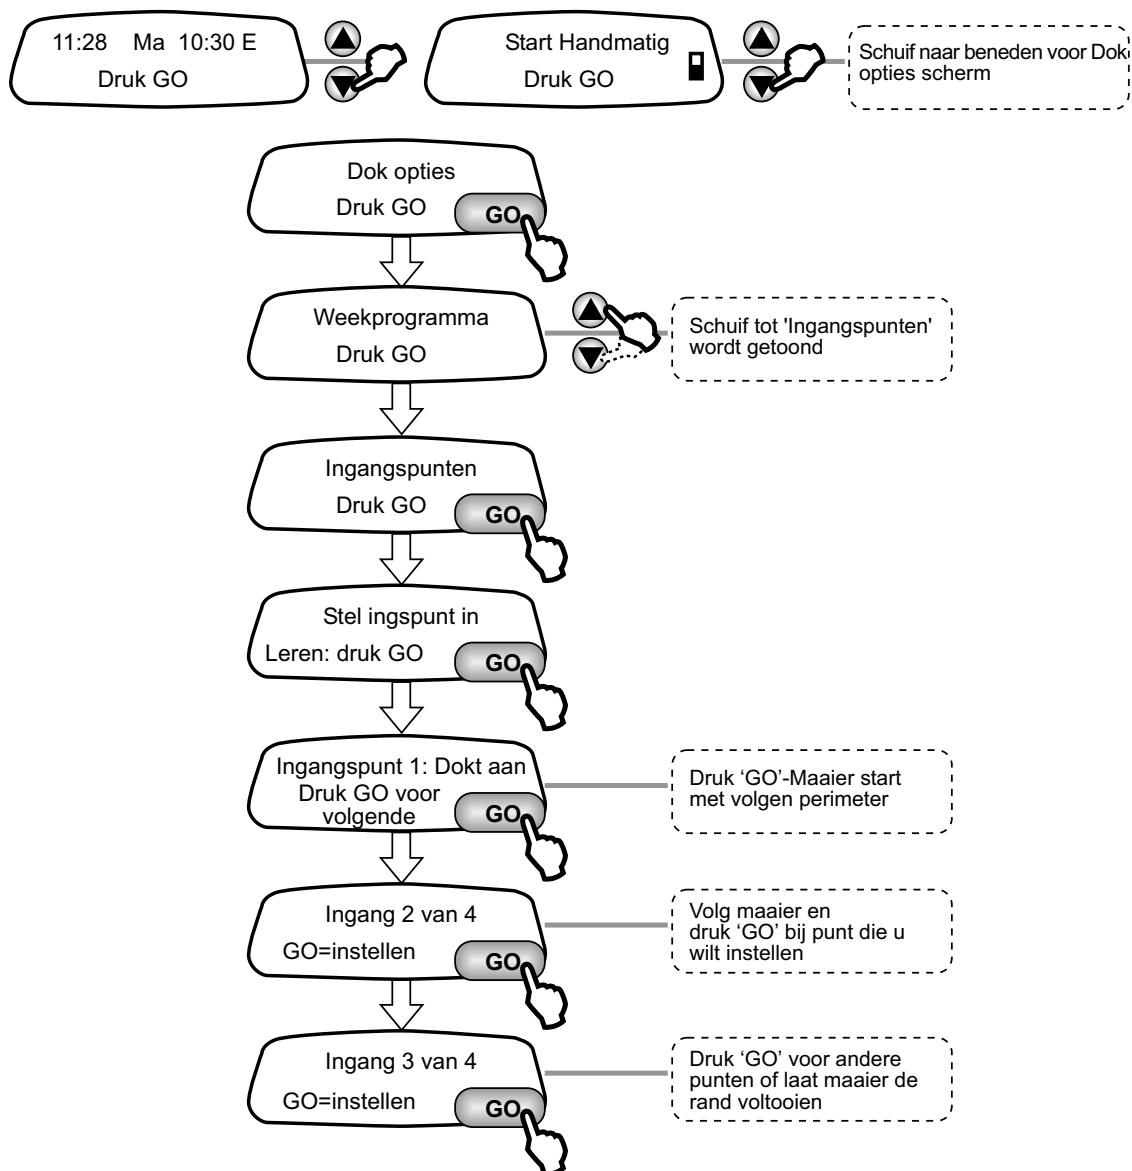 11:28 Ma 10:30 E
Druk GO
Start Handmatig
Druk GO
Schuif naar beneden voor Dok
opties scherm
Dok opties
Druk GO
GO
Weekprogramma
Druk GO
Schuif tot 'Ingangspunten'
wordt getoond
Ingangspunten
Druk GO
GO
Stel ingspunt in
Leren: druk GO
GO
Ingangspunt 1: Dokt aan
Druk GO voor
volgende
GO
Druk ‘GO’-Maaier start
met volgen perimeter
Ingang 2 van 4
GO=instellen
GO
Volg maaier en
druk ‘GO’ bij punt die u
wilt instellen
Ingang 3 van 4
GO=instellen
GO
Druk ‘GO’ voor andere
punten of laat maaier de
rand voltooien